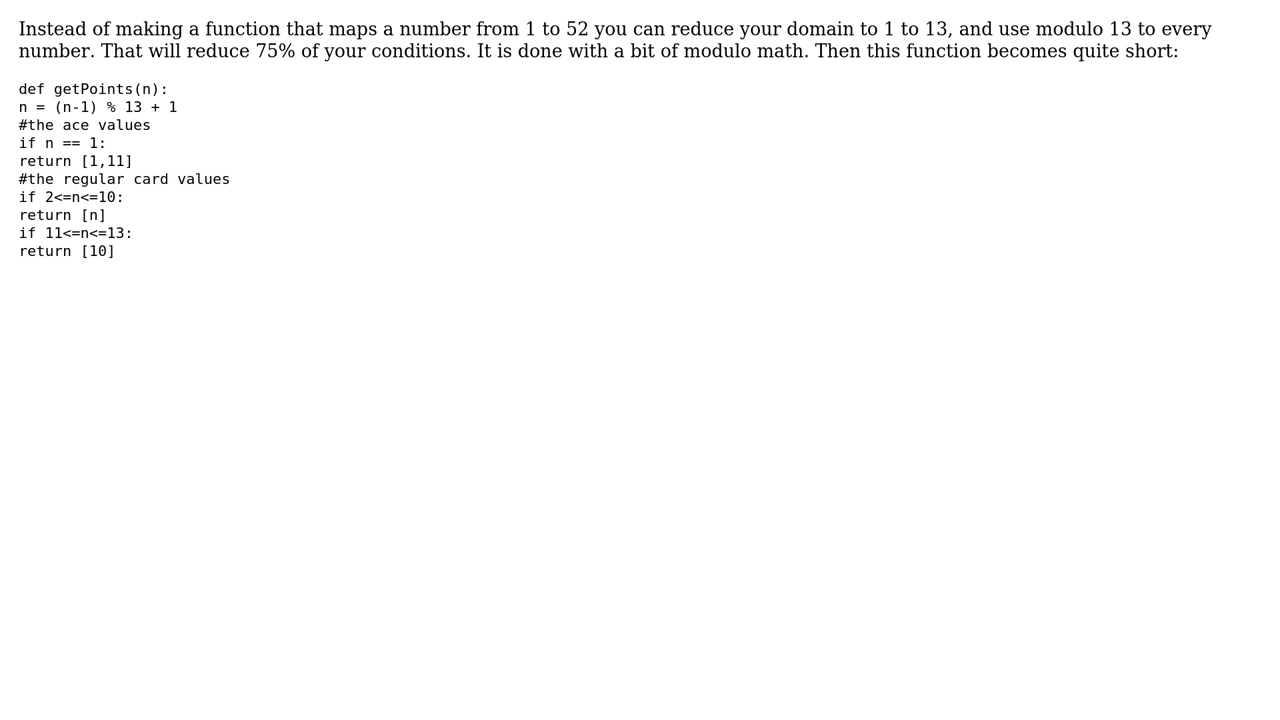 Instead of making a function that maps a number from 1 to 52 you can reduce your domain to 1 to 13, and use modulo 13 to every
number. That will reduce 75% of your conditions. It is done with a bit of modulo math. Then this function becomes quite short:
def getPoints(n):
n = (n-1) % 13 + 1
#the ace values
if n == 1:
return [1,11]
#the regular card values
if 2<=n<=10:
return [n]
if 11<=n<=13:
return [10]